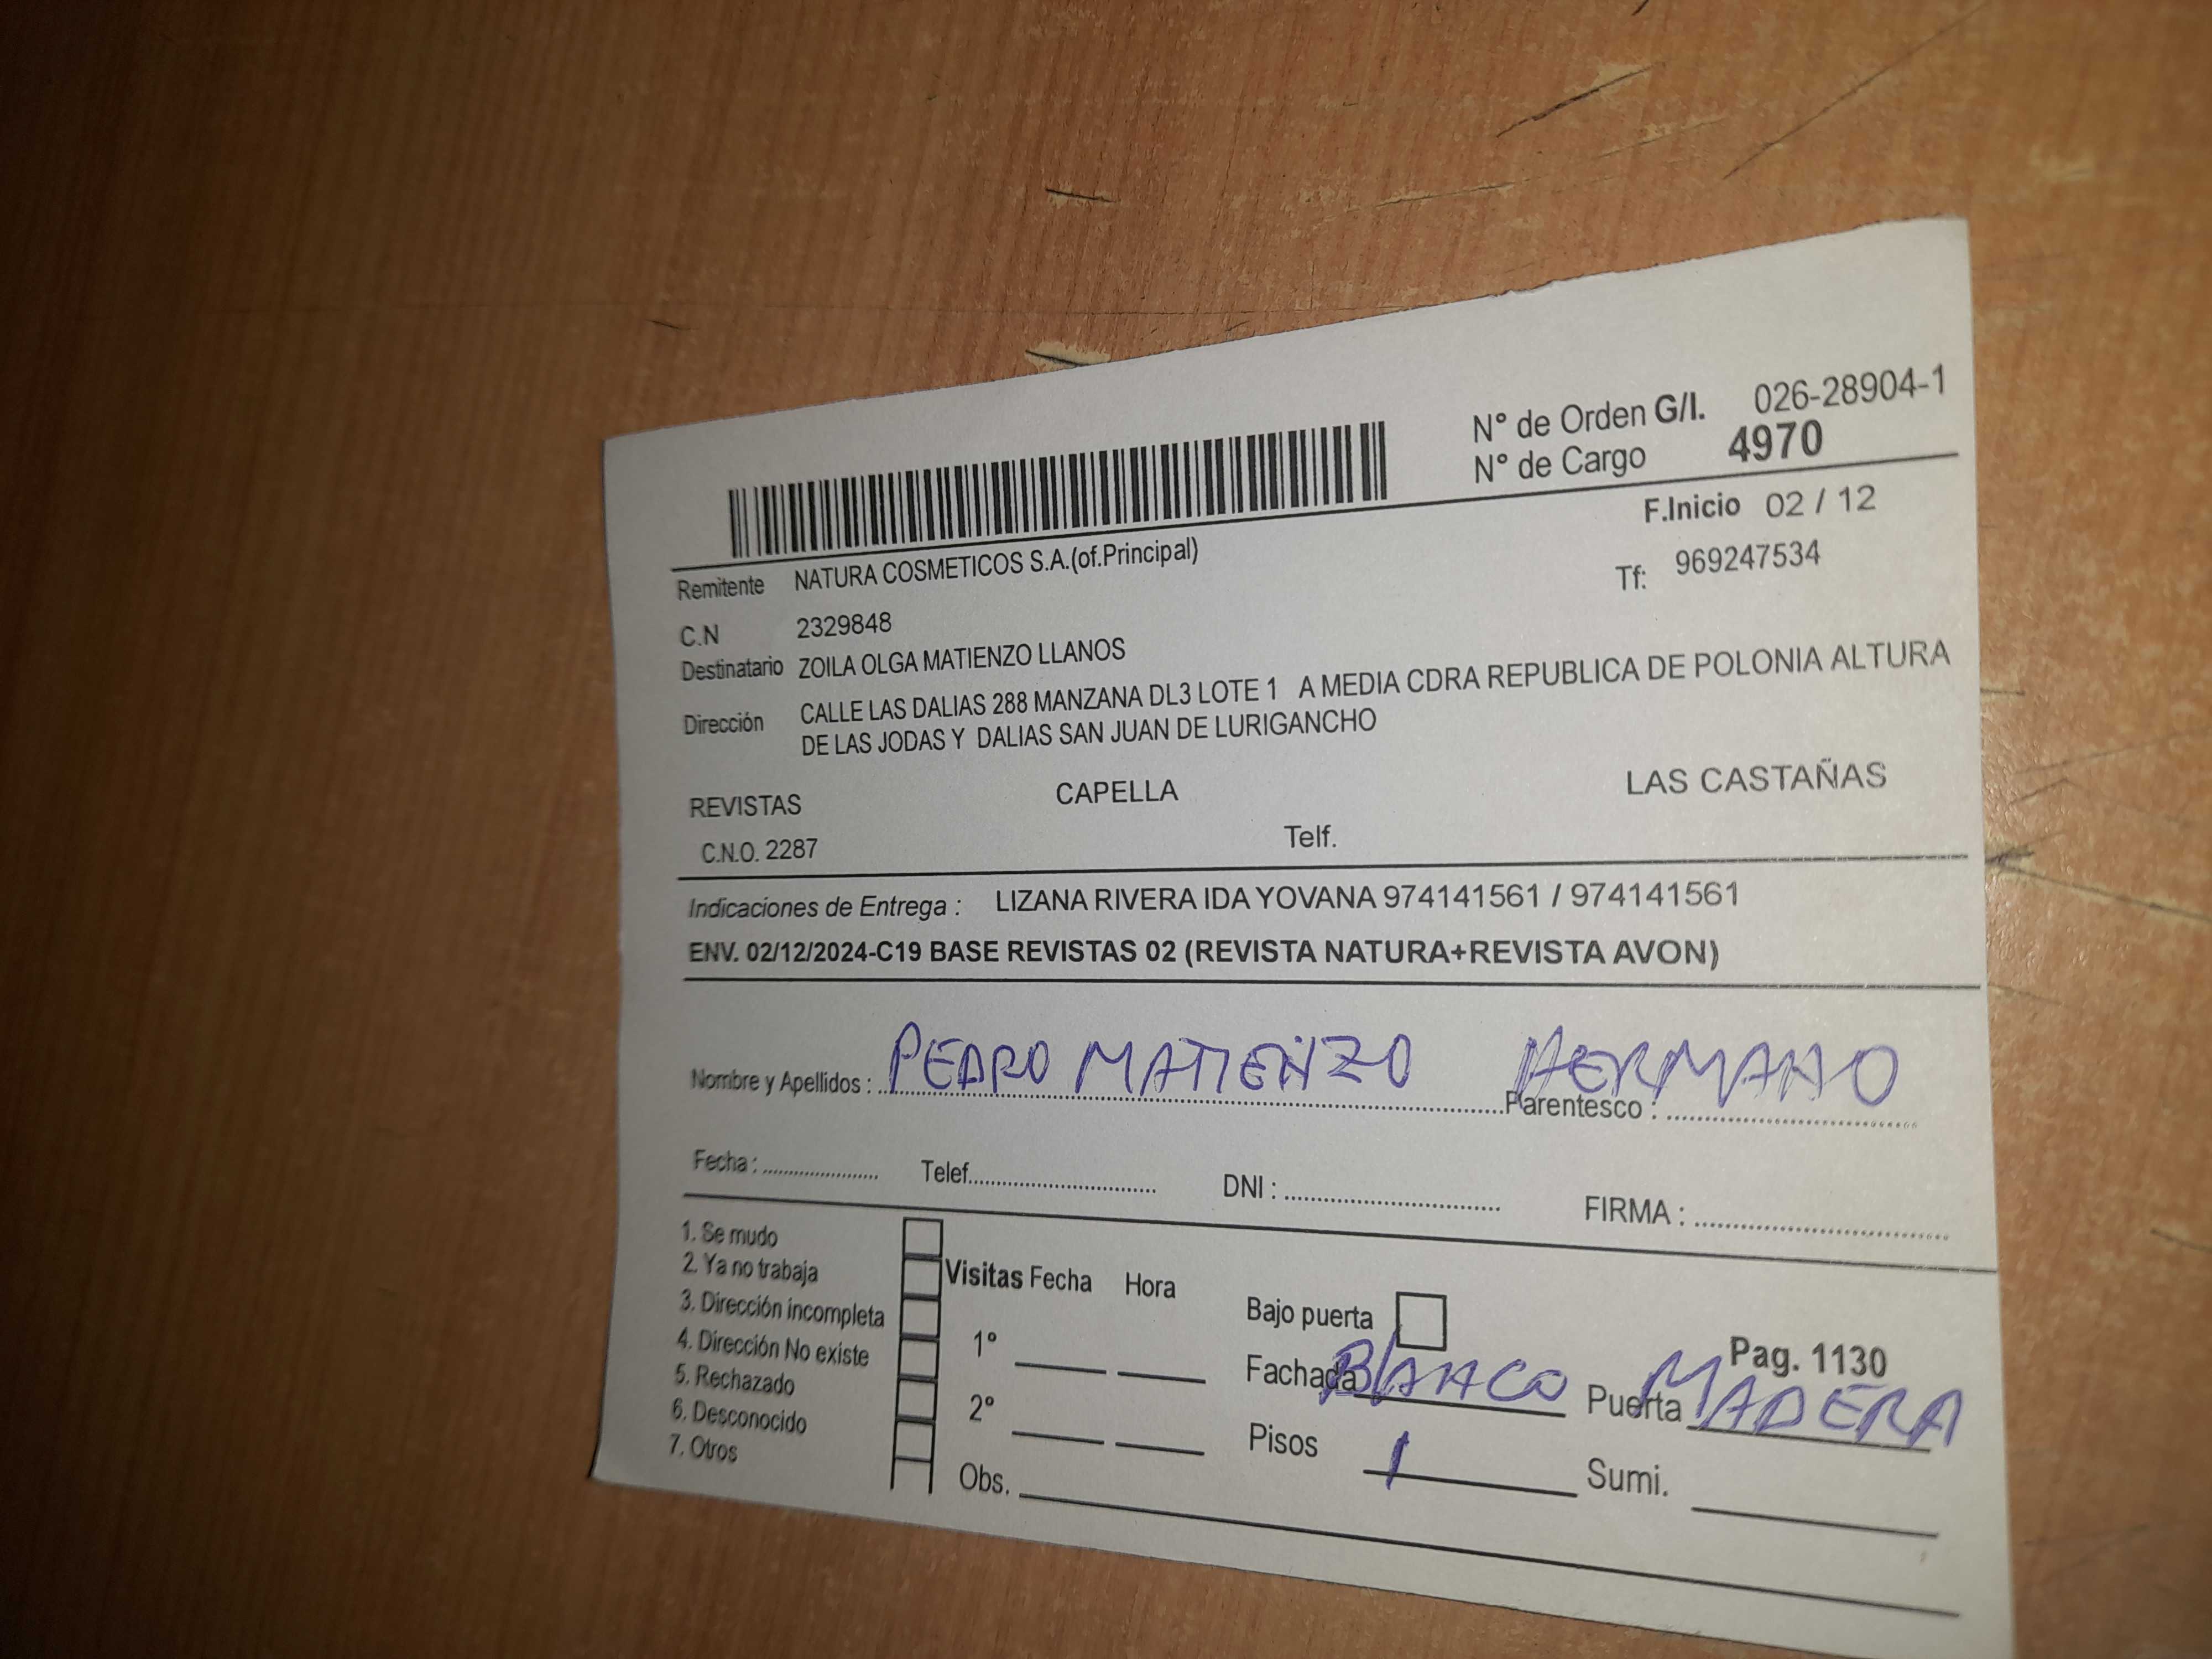 N° de Orden G/I. 026-28904-1
N° de Cargo 4970
F.Inicio 02 / 12
Remitente NATURA COSMETICOS S.A.(of.Principal)
Tf: 969247534
C.N 2329848
Destinatario ZOILA OLGA MATIENZO LLANOS
Dirección CALLE LAS DALIAS 288 MANZANA DL3 LOTE 1 A MEDIA CDRA REPUBLICA DE POLONIA ALTURA
DE LAS JODAS Y DALIAS SAN JUAN DE LURIGANCHO
REVISTAS CAPELLA LAS CASTAÑAS
C.N.O. 2287 Telf.
Indicaciones de Entrega : LIZANA RIVERA IDA YOVANA 974141561 / 974141561
ENV. 02/12/2024-C19 BASE REVISTAS 02 (REVISTA NATURA+REVISTA AVON)
Nombre y Apellidos : PEDRO MATIENZO Parentesco : HERMANO
Fecha : Telef. DNI : FIRMA :
1. Se mudo
2. Ya no trabaja
3. Dirección incompleta
4. Dirección No existe
5. Rechazado
6. Desconocido
7. Otros
Visitas Fecha Hora
1°
2°
Obs.
Bajo puerta
Pag. 1130
Fachada BLANCO Puerta MADERA
Pisos 1 Sumi.